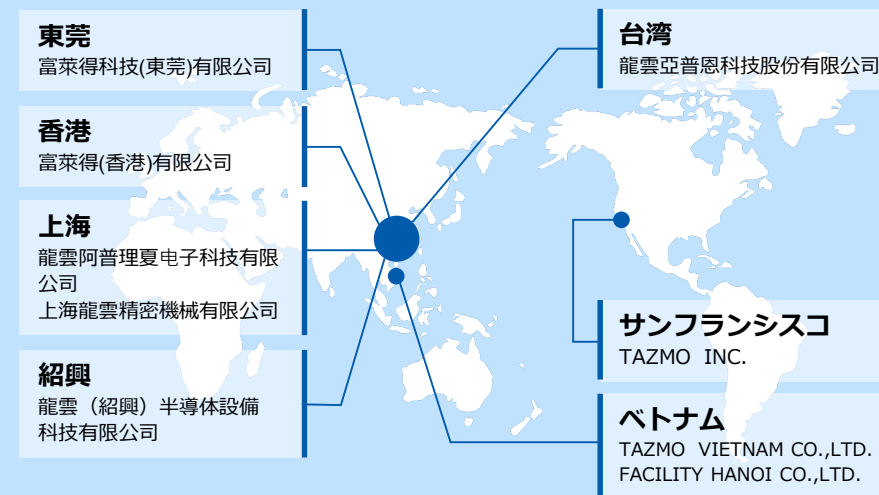 東莞
富萊得科技(東莞)有限公司
香港
富萊得(香港)有限公司
上海
龍雲阿普理夏电子科技有限
公司
上海龍雲精密機械有限公司
紹興
龍雲（紹興）半導体設備
科技有限公司
台湾
龍雲亞普恩科技股份有限公司
サンフランシスコ
TAZMO INC.
ベトナム
TAZMO VIETNAM CO.,LTD.
FACILITY HANOI CO.,LTD.